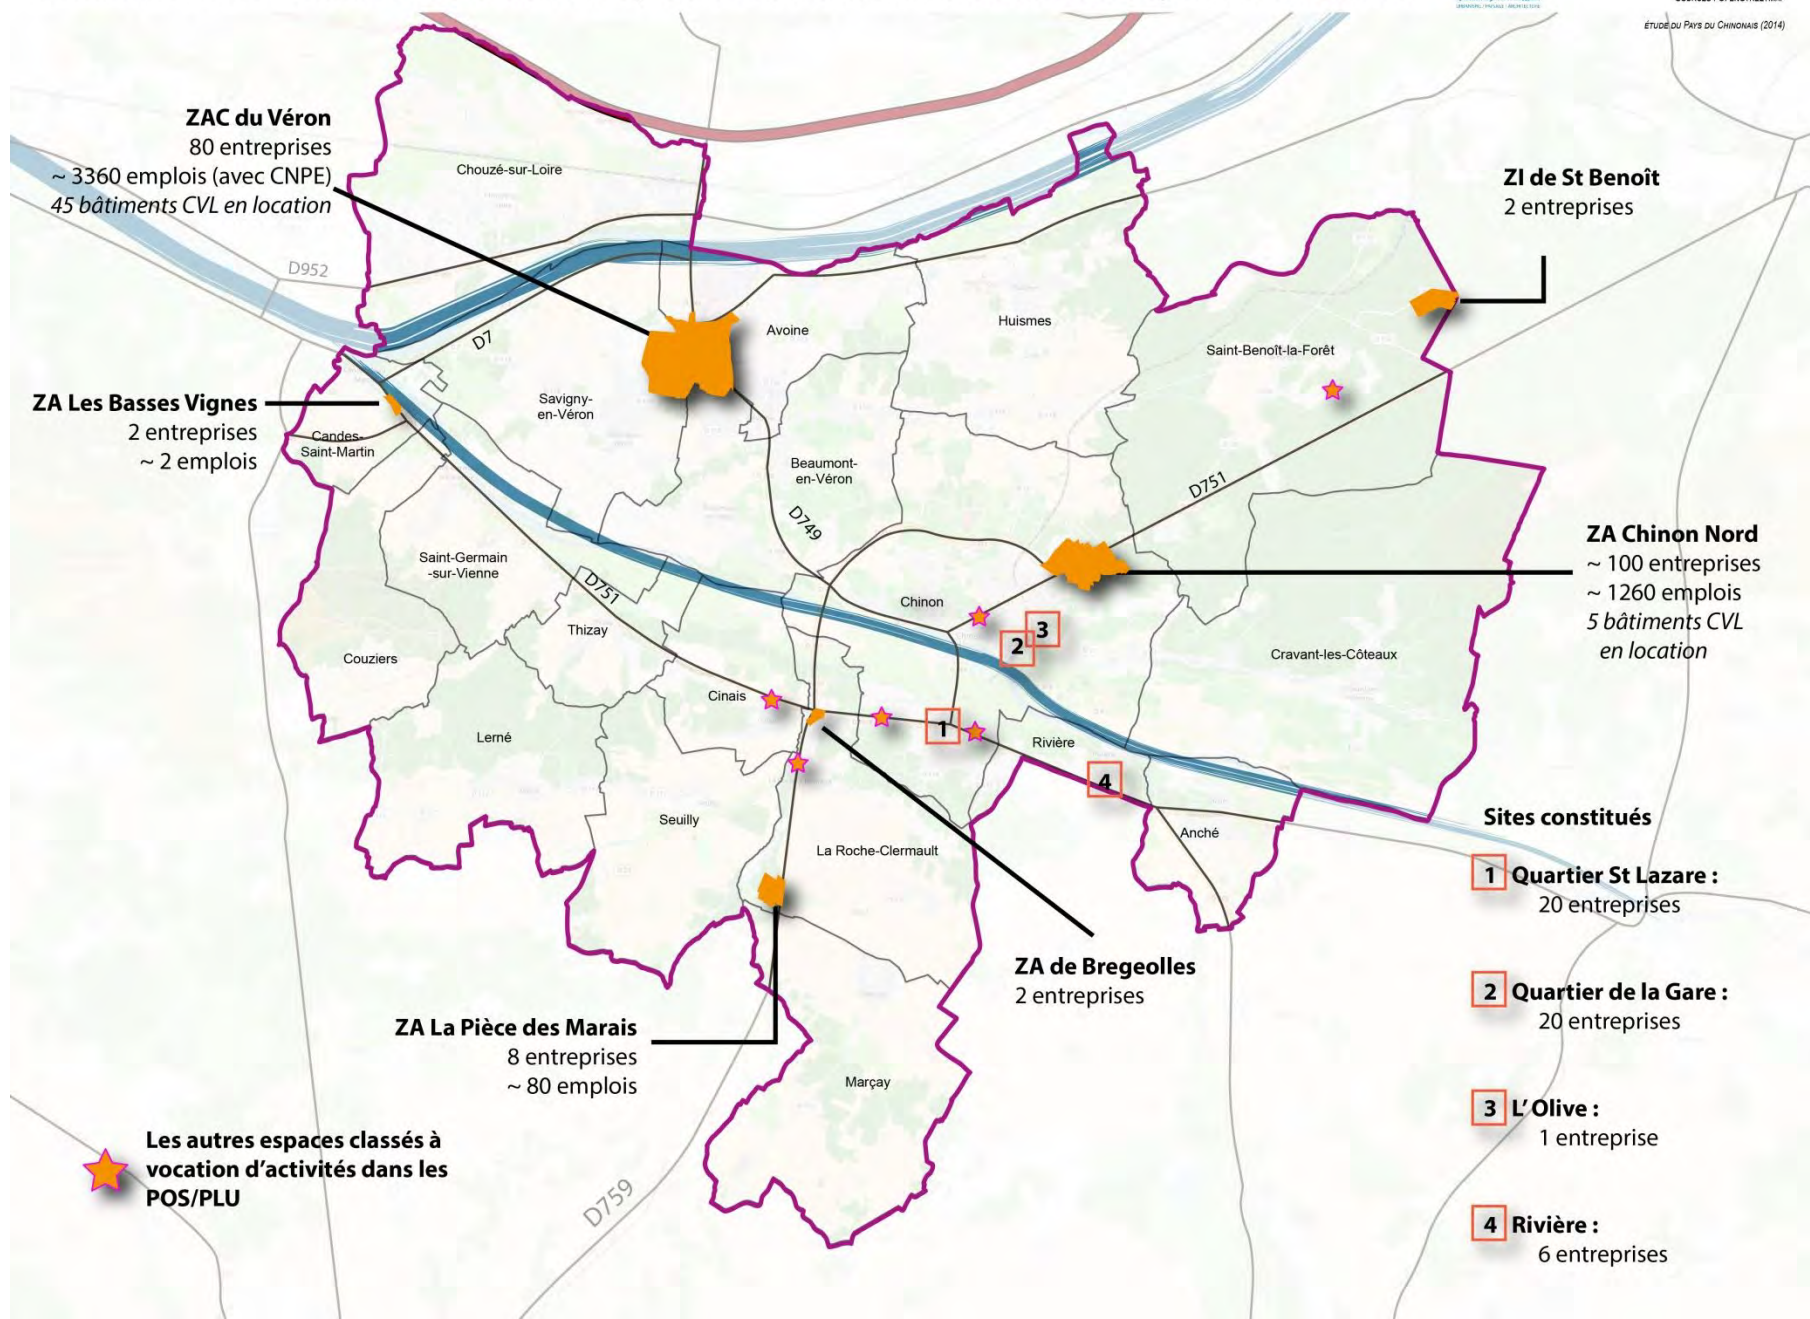 URBANISME / PAYSAGE / ARCHITECTURE
ÉTUDE DU PAYS DU CHINONAIS (2014)
ZAC du Véron
80 entreprises
~ 3360 emplois (avec CNPE)
45 bâtiments CVL en location
Chouzé-sur-Loire
ZI de St Benoît
2 entreprises
D952
D7
Avoine
Huismes
Saint-Benoît-la-Forêt
ZA Les Basses Vignes
2 entreprises
~ 2 emplois
Savigny-
en-Véron
Candes-
Saint-Martin
Beaumont-
en-Véron
D751
D749
ZA Chinon Nord
~ 100 entreprises
~ 1260 emplois
5 bâtiments CVL
en location
Saint-Germain
-sur-Vienne
D751
Chinon
Thizay
3
2
Couziers
Cravant-les-Côteaux
Cinais
1
Lerné
Rivière
4
Seuilly
La Roche-Clermault
Anché
Sites constitués
1 Quartier St Lazare :
20 entreprises
2 Quartier de la Gare :
20 entreprises
3 L'Olive :
1 entreprise
4 Rivière :
6 entreprises
ZA de Bregeolles
2 entreprises
ZA La Pièce des Marais
8 entreprises
~ 80 emplois
Marçay
Les autres espaces classés à
vocation d'activités dans les
POS/PLU
D759